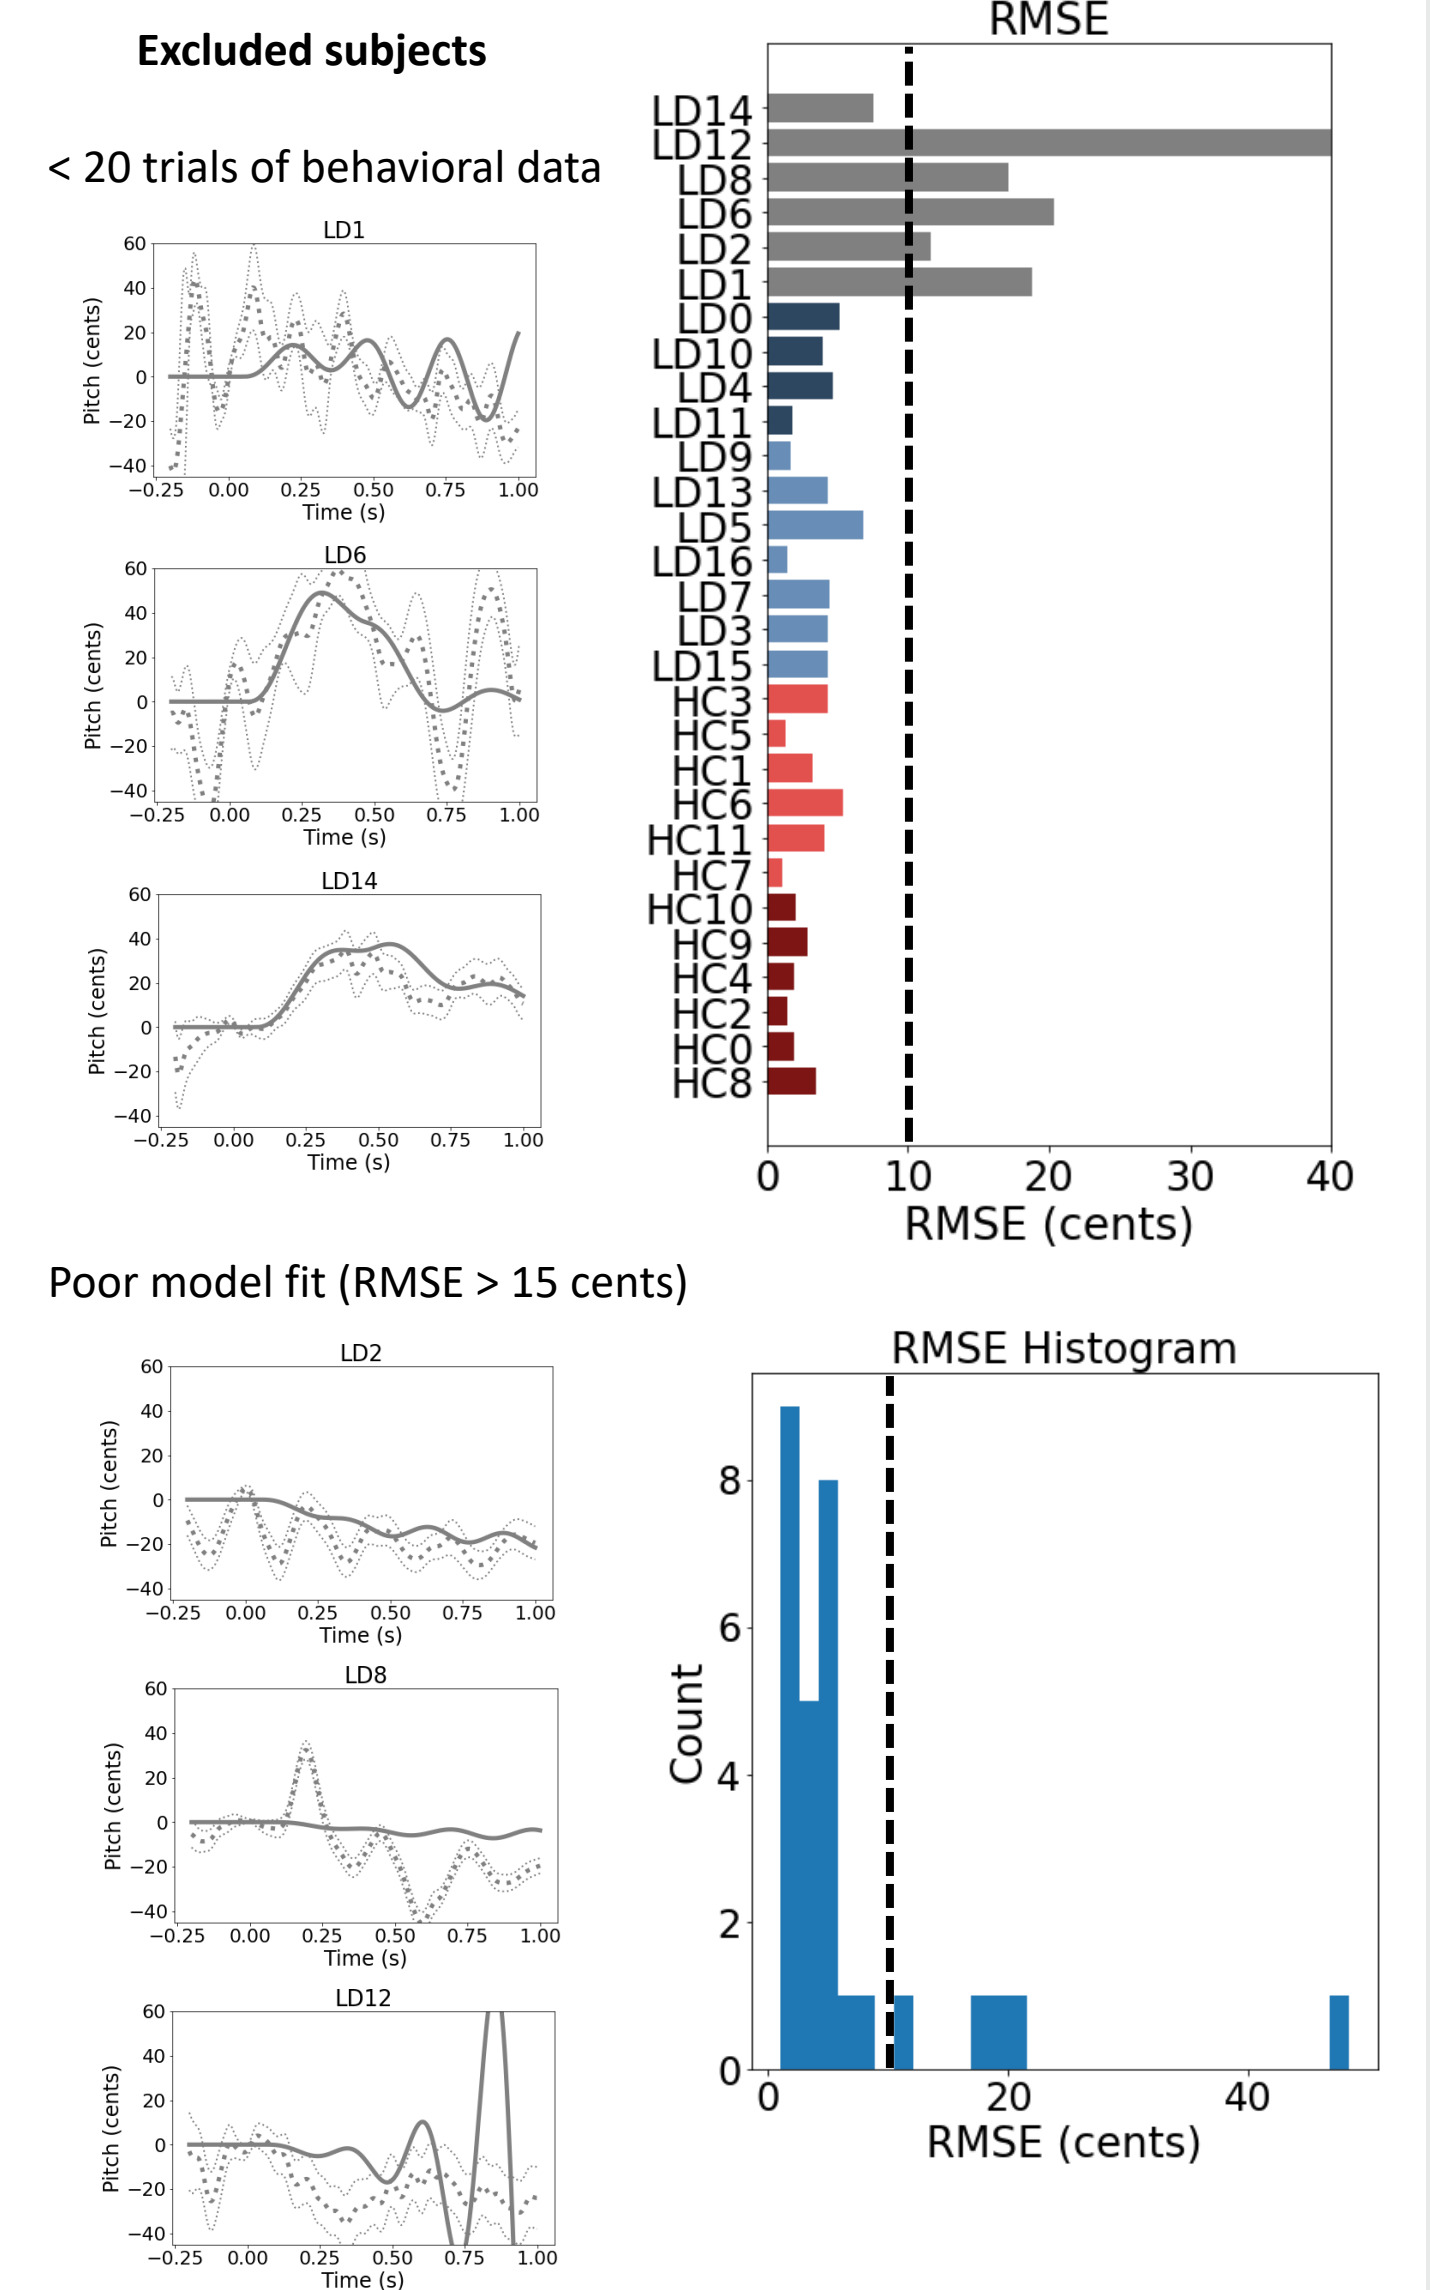 Excluded subjects
< 20 trials of behavioral data
LD1
60
40
20
0
−20
−40
Pitch (cents)
−0.25 0.00 0.25 0.50 0.75 1.00
Time (s)
LD6
60
40
20
0
−20
−40
Pitch (cents)
−0.25 0.00 0.25 0.50 0.75 1.00
Time (s)
LD14
60
40
20
0
−20
−40
Pitch (cents)
−0.25 0.00 0.25 0.50 0.75 1.00
Time (s)
RMSE
LD14
LD12
LD8
LD6
LD2
LD1
LD0
LD10
LD4
LD11
LD9
LD13
LD5
LD16
LD7
LD3
LD15
HC3
HC5
HC1
HC6
HC11
HC7
HC10
HC9
HC4
HC2
HC0
HC8
0 10 20 30 40
RMSE (cents)
Poor model fit (RMSE > 15 cents)
LD2
60
40
20
0
−20
−40
Pitch (cents)
−0.25 0.00 0.25 0.50 0.75 1.00
Time (s)
LD8
60
40
20
0
−20
−40
Pitch (cents)
−0.25 0.00 0.25 0.50 0.75 1.00
Time (s)
LD12
60
40
20
0
−20
−40
Pitch (cents)
−0.25 0.00 0.25 0.50 0.75 1.00
Time (s)
RMSE Histogram
8
6
4
2
0
Count
0 20 40
RMSE (cents)